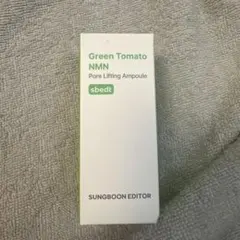 Green Tomato
NMN
Pore Lifting Ampoule
sbedt
SUNGBOON EDITOR